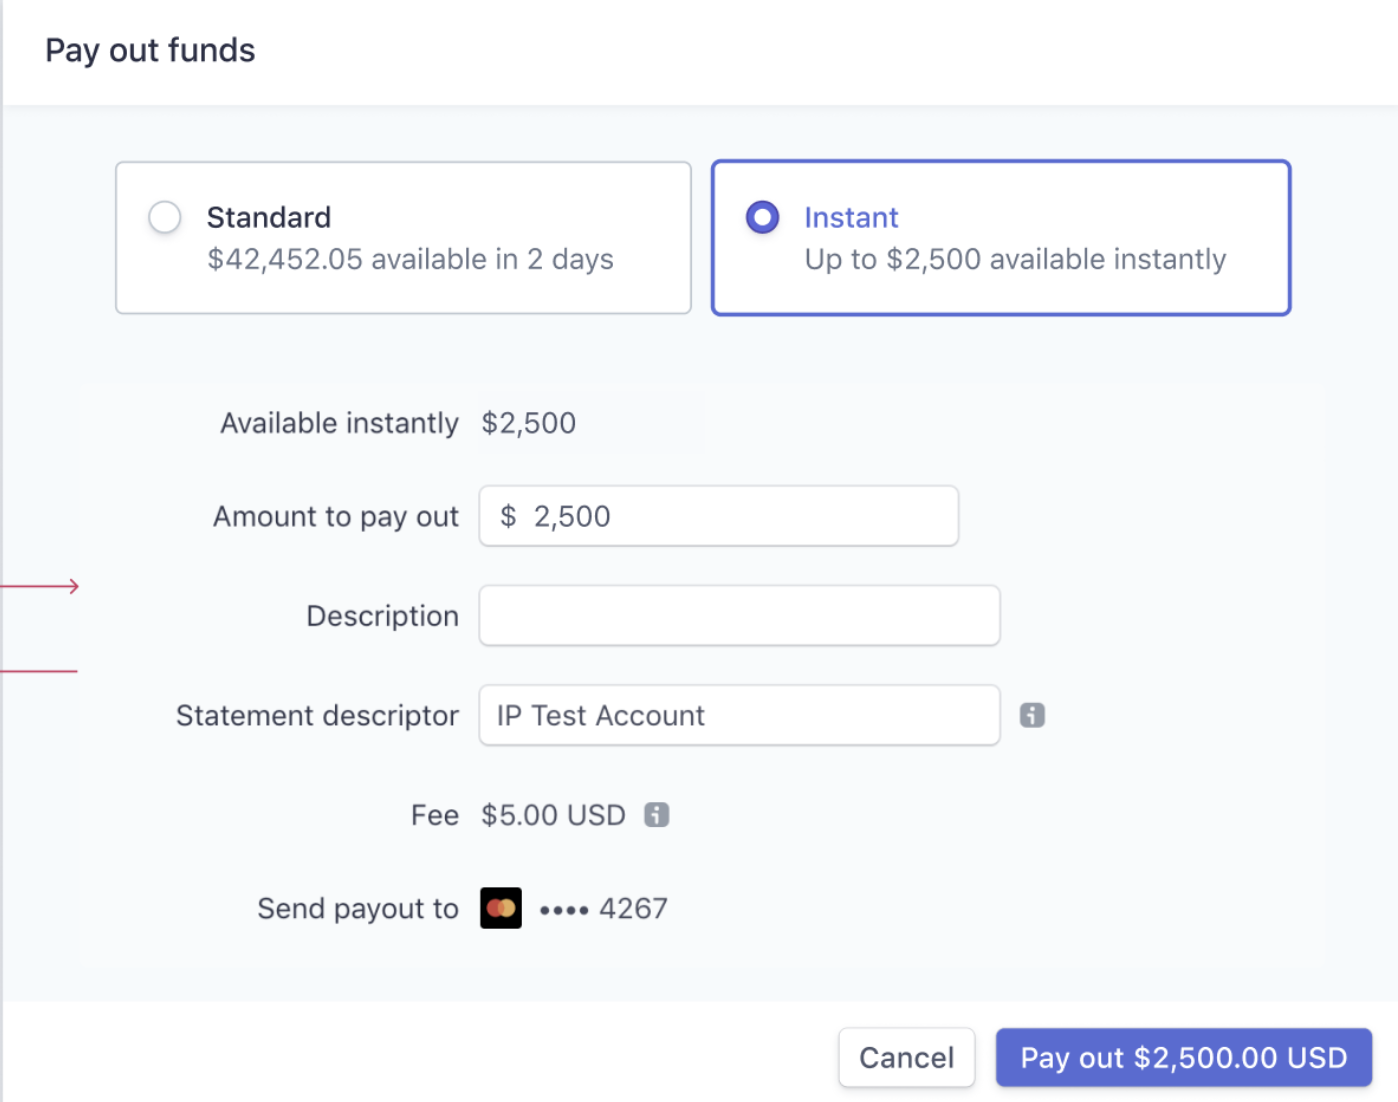 Pay out funds
Standard
$42,452.05 available in 2 days
Instant
Up to $2,500 available instantly
Available instantly $2,500
Amount to pay out $ 2,500
Description
Statement descriptor IP Test Account
Fee $5.00 USD
Send payout to •••• 4267
Cancel Pay out $2,500.00 USD